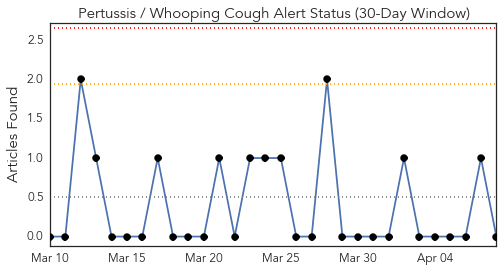 Pertussis / Whooping Cough Alert Status (30-Day Window)
Articles Found
2.5
2.0
1.5
1.0
0.5
0.0
Mar 10
Mar 15
Mar 20
Mar 25
Mar 30
Apr 04